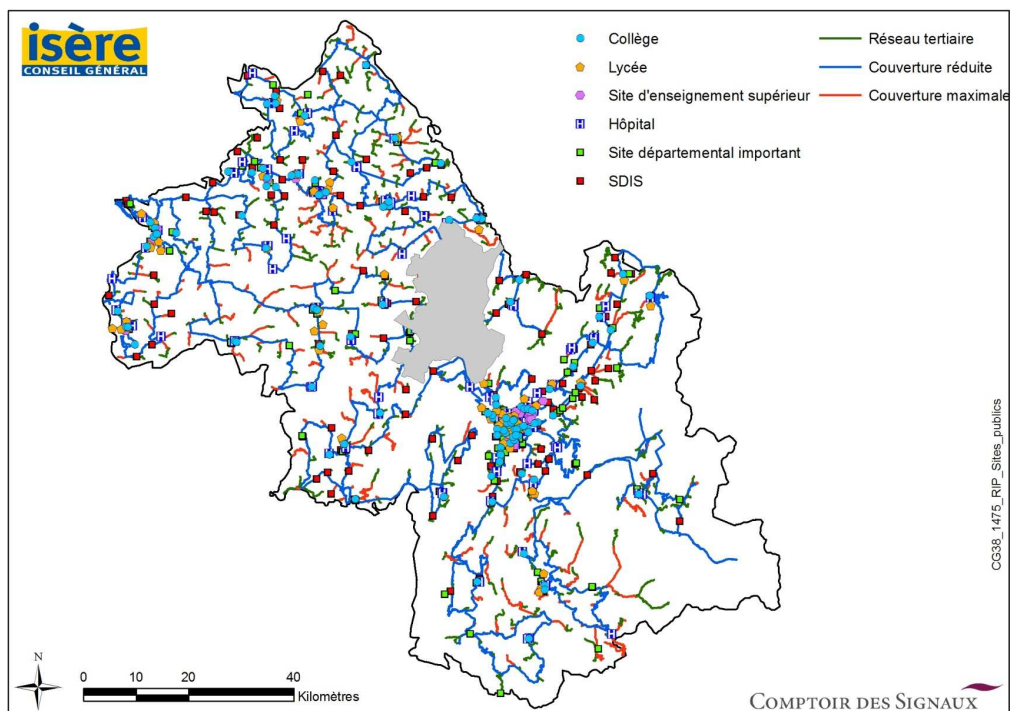 isère
CONSEIL GÉNÉRAL
Collège
Lycée
Site d'enseignement supérieur
Hôpital
Site départemental important
SDIS
Réseau tertiaire
Couverture réduite
Couverture maximale
CG38_1475_RIP_Sites_publics
N
0 10 20 40
Kilomètres
COMPTOIR DES SIGNAUX